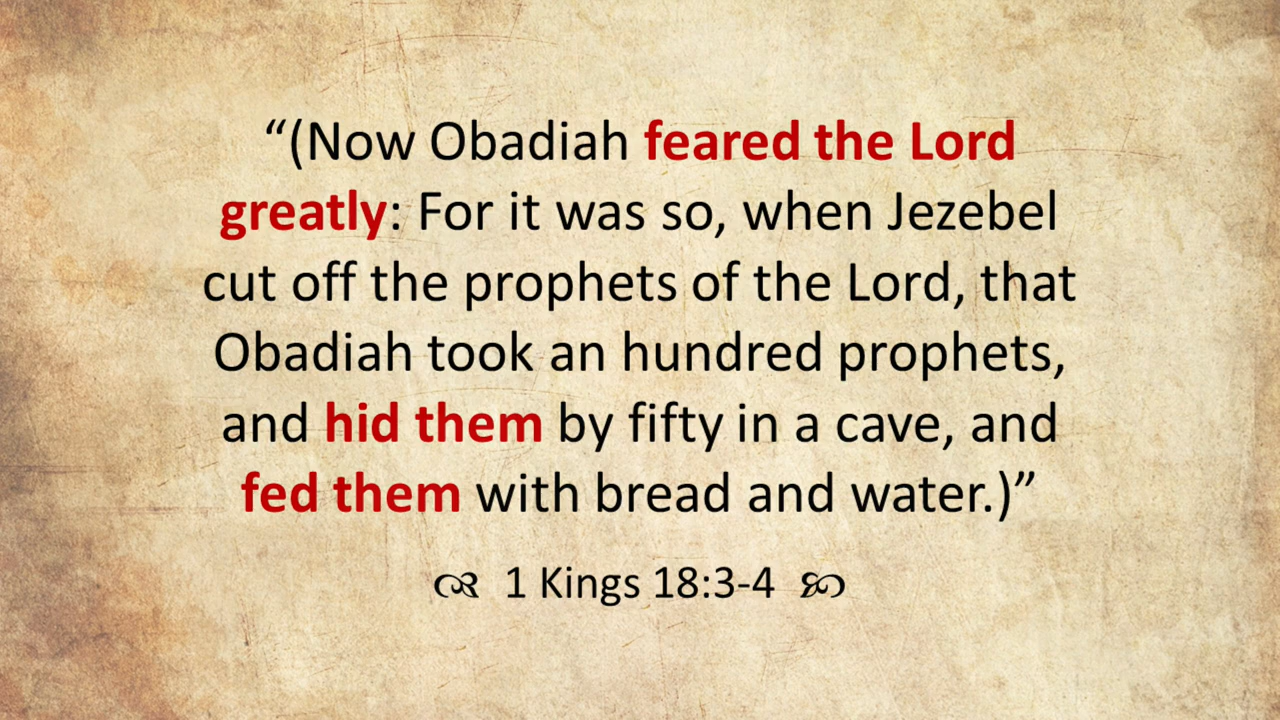 “(Now Obadiah feared the Lord
greatly: For it was so, when Jezebel
cut off the prophets of the Lord, that
Obadiah took an hundred prophets,
and hid them by fifty in a cave, and
fed them with bread and water.)”
1 Kings 18:3-4